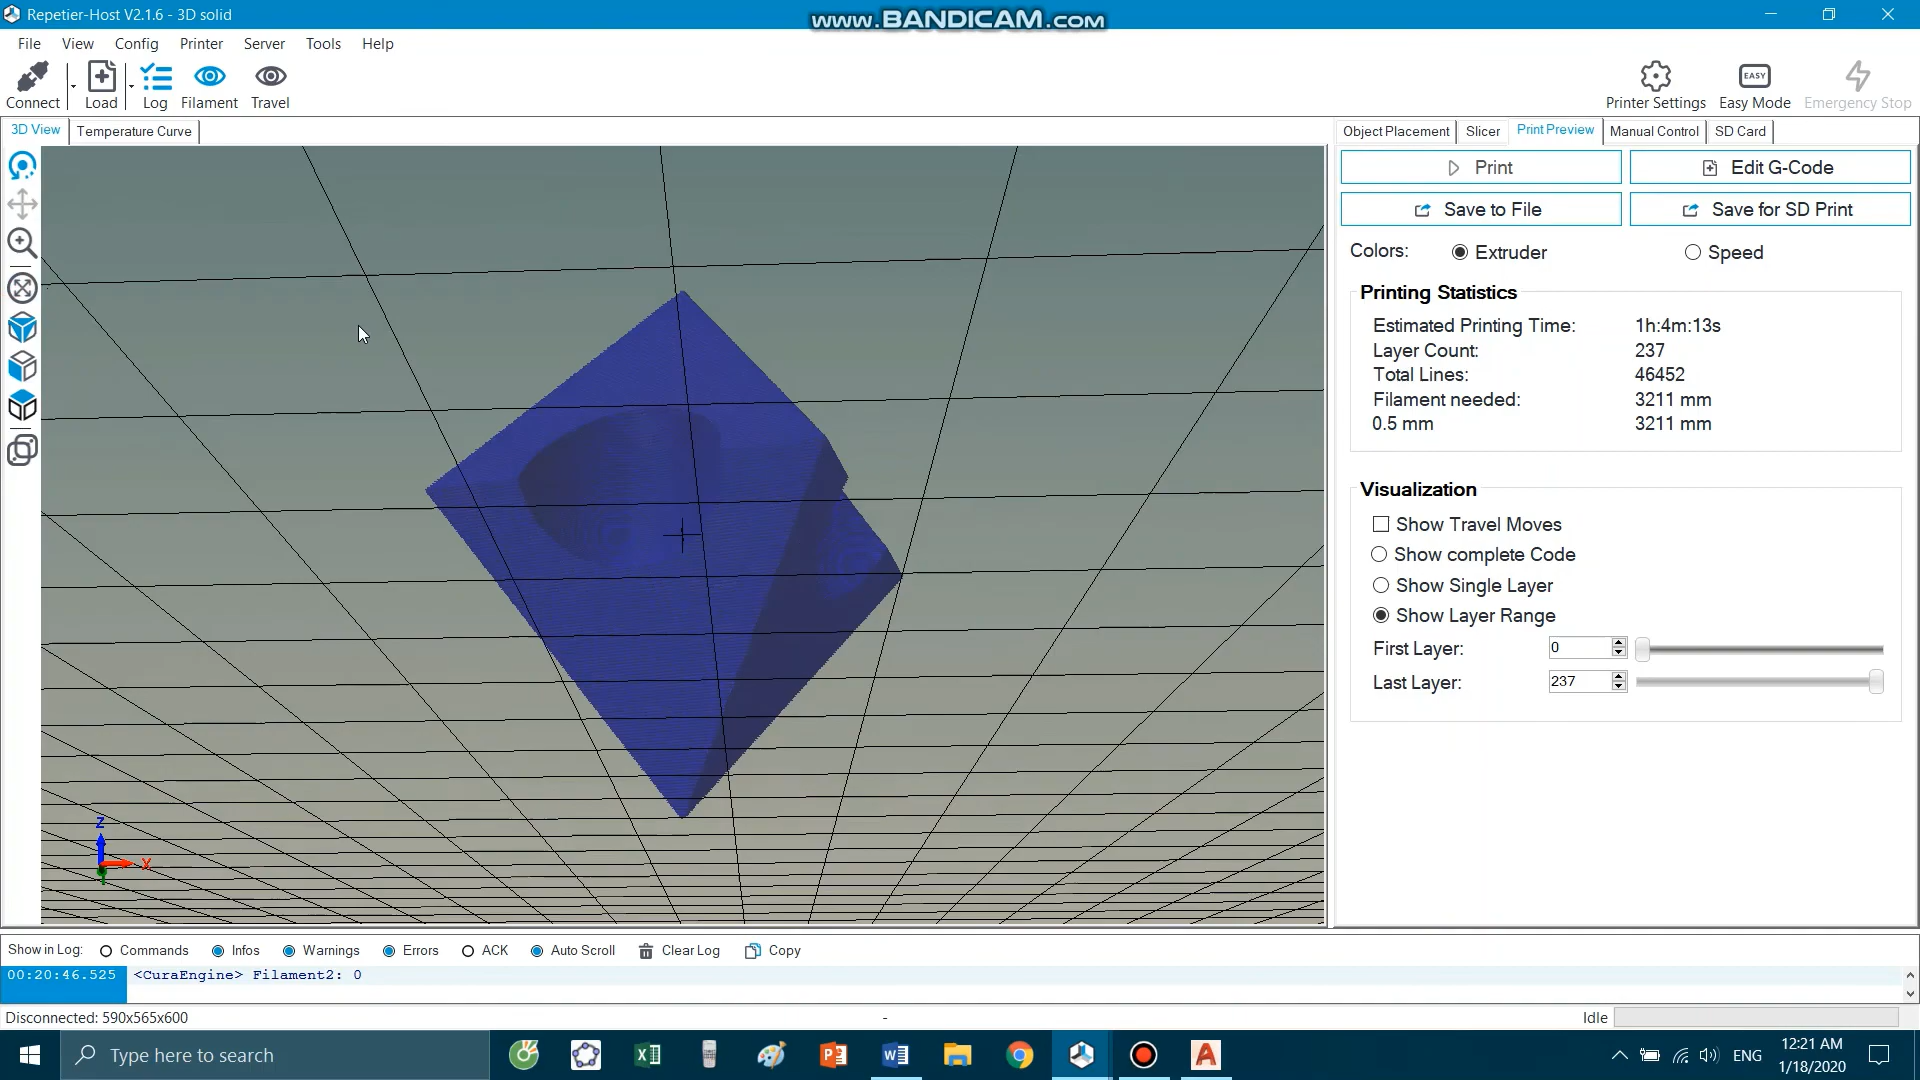 Repetier-Host V2.1.6 - 3D solid
www.BANDICAM.com
File View Config Printer Server Tools Help
Connect Load Log Filament Travel
EASY
Printer Settings Easy Mode Emergency Stop
3D View Temperature Curve
Object Placement Slicer Print Preview Manual Control SD Card
Print Edit G-Code
Save to File Save for SD Print
Colors: Extruder Speed
Printing Statistics
Estimated Printing Time: 1h:4m:13s
Layer Count: 237
Total Lines: 46452
Filament needed: 3211 mm
0.5 mm 3211 mm
Visualization
Show Travel Moves
Show complete Code
Show Single Layer
Show Layer Range
First Layer: 0
Last Layer: 237
Z
X
Show in Log: Commands Infos Warnings Errors ACK Auto Scroll Clear Log Copy
00:20:46.525 <CuraEngine> Filament2: 0
Disconnected: 590x565x600 - Idle
Type here to search
ENG
12:21 AM
1/18/2020